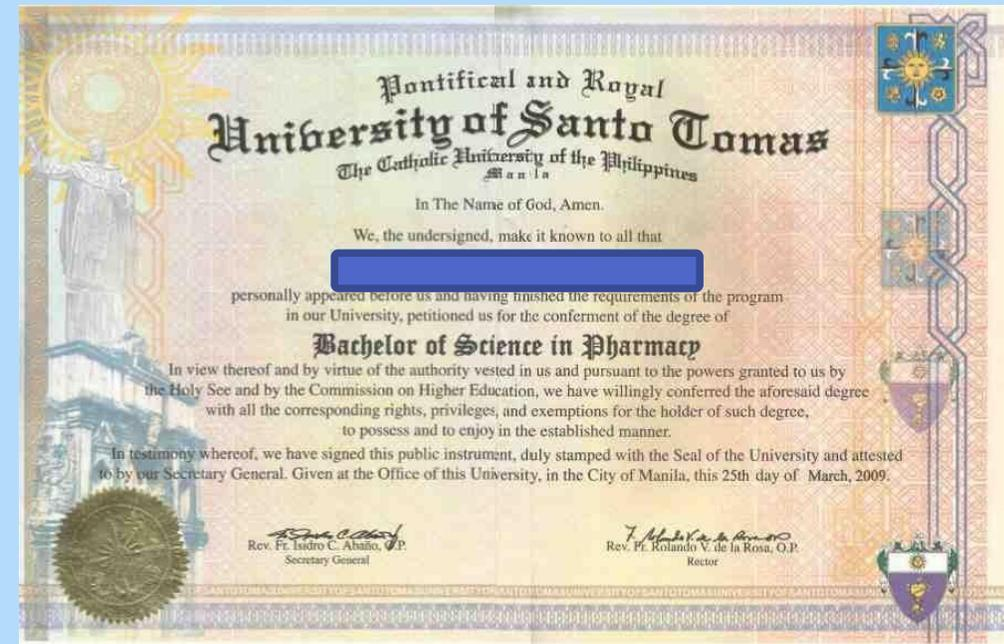 Pontifical and Royal
University of Santo Tomas
The Catholic University of the Philippines
Manila
In The Name of God, Amen.
We, the undersigned, make it known to all that
personally appeared before us and having finished the requirements of the program
in our University, petitioned us for the conferment of the degree of
Bachelor of Science in Pharmacy
In view thereof and by virtue of the authority vested in us and pursuant to the powers granted to us by
the Holy See and by the Commission on Higher Education, we have willingly conferred the aforesaid degree
with all the corresponding rights, privileges, and exemptions for the holder of such degree,
to possess and to enjoy in the established manner.
In testimony whereof, we have signed this public instrument, duly stamped with the Seal of the University and attested
to by our Secretary General. Given at the Office of this University, in the City of Manila, this 25th day of March, 2009.
Rev. Fr. Isidro C. Abaño, O.P.
Secretary General
Rev. Fr. Rolando V. de la Rosa, O.P.
Rector